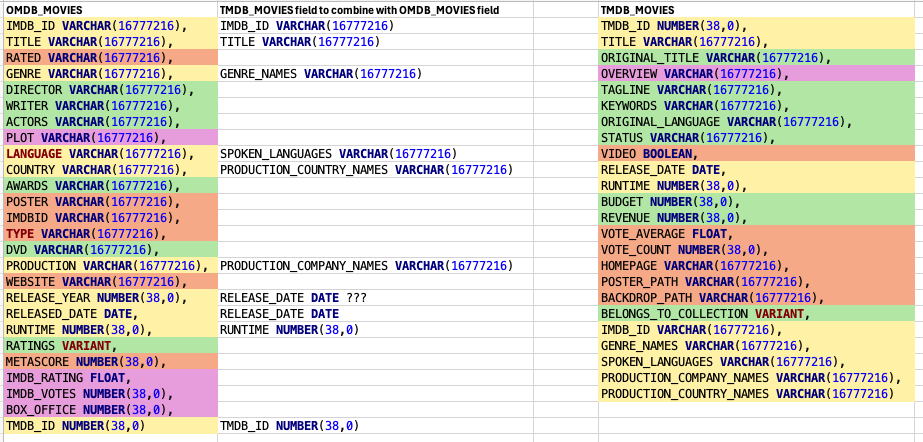 OMDB_MOVIES TMDB_MOVIES field to combine with OMDB_MOVIES field TMDB_MOVIES
IMDB_ID VARCHAR(16777216), IMDB_ID VARCHAR(16777216) TMDB_ID NUMBER(38,0),
TITLE VARCHAR(16777216), TITLE VARCHAR(16777216) TITLE VARCHAR(16777216),
RATED VARCHAR(16777216), ORIGINAL_TITLE VARCHAR(16777216),
GENRE VARCHAR(16777216), GENRE_NAMES VARCHAR(16777216) OVERVIEW VARCHAR(16777216),
DIRECTOR VARCHAR(16777216), TAGLINE VARCHAR(16777216),
WRITER VARCHAR(16777216), KEYWORDS VARCHAR(16777216),
ACTORS VARCHAR(16777216), ORIGINAL_LANGUAGE VARCHAR(16777216),
PLOT VARCHAR(16777216), STATUS VARCHAR(16777216),
LANGUAGE VARCHAR(16777216), SPOKEN_LANGUAGES VARCHAR(16777216) VIDEO BOOLEAN,
COUNTRY VARCHAR(16777216), PRODUCTION_COUNTRY_NAMES VARCHAR(16777216) RELEASE_DATE DATE,
AWARDS VARCHAR(16777216), RUNTIME NUMBER(38,0),
POSTER VARCHAR(16777216), BUDGET NUMBER(38,0),
IMDBID VARCHAR(16777216), REVENUE NUMBER(38,0),
TYPE VARCHAR(16777216), VOTE_AVERAGE FLOAT,
DVD VARCHAR(16777216), VOTE_COUNT NUMBER(38,0),
PRODUCTION VARCHAR(16777216), PRODUCTION_COMPANY_NAMES VARCHAR(16777216) HOMEPAGE VARCHAR(16777216),
WEBSITE VARCHAR(16777216), POSTER_PATH VARCHAR(16777216),
RELEASE_YEAR NUMBER(38,0), RELEASE_DATE DATE ??? BACKDROP_PATH VARCHAR(16777216),
RELEASED_DATE DATE, RELEASE_DATE DATE BELONGS_TO_COLLECTION VARIANT,
RUNTIME NUMBER(38,0), RUNTIME NUMBER(38,0) IMDB_ID VARCHAR(16777216),
RATINGS VARIANT, GENRE_NAMES VARCHAR(16777216),
METASCORE NUMBER(38,0), SPOKEN_LANGUAGES VARCHAR(16777216),
IMDB_RATING FLOAT, PRODUCTION_COMPANY_NAMES VARCHAR(16777216),
IMDB_VOTES NUMBER(38,0), PRODUCTION_COUNTRY_NAMES VARCHAR(16777216)
BOX_OFFICE NUMBER(38,0),
TMDB_ID NUMBER(38,0) TMDB_ID NUMBER(38,0)